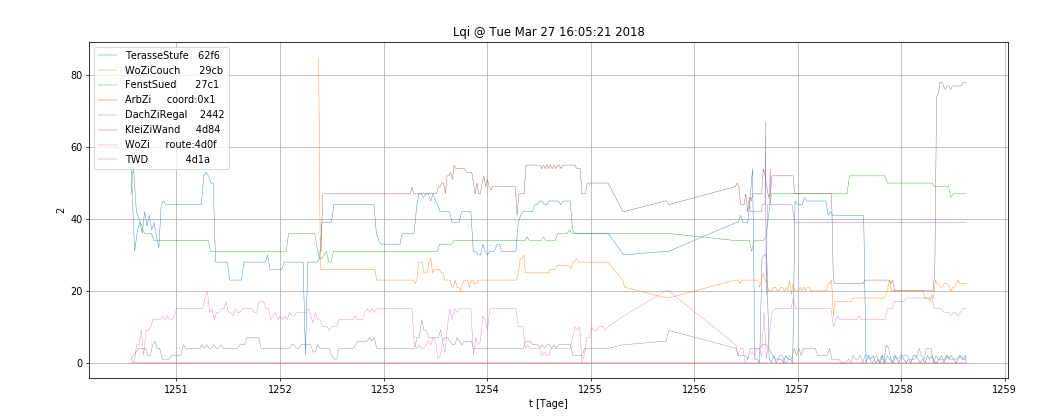 Lqi @ Tue Mar 27 16:05:21 2018
TerasseStufe 62f6
WoZiCouch 29cb
FenstSued 27c1
ArbZi coord:0x1
DachZiRegal 2442
KleiZiWand 4d84
WoZi route:4d0f
TWD 4d1a
80
60
40
20
0
2
1251 1252 1253 1254 1255 1256 1257 1258 1259
t [Tage]